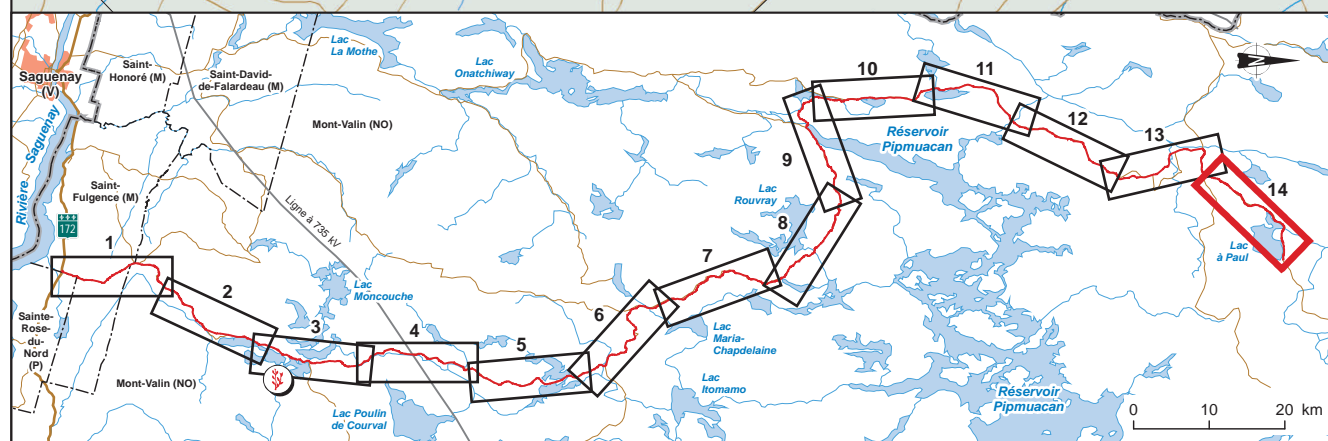 Saguenay
(V)
Saint-
Honoré (M)
Saint-David-
de-Falardeau (M)
Lac
La Mothe
Lac
Onatchiway
Mont-Valin (NO)
Rivière Saguenay
Saint-
Fulgence (M)
172
Ligne à 735 kV
Réservoir
Pipmuacan
Lac
Rouvray
N
1
2
3
4
5
6
7
8
9
10
11
12
13
14
Lac
à Paul
Lac
Moncouche
Sainte-
Rose-
du-
Nord
(P)
Mont-Valin (NO)
Lac Poulin
de Courval
Lac
Maria-
Chapdelaine
Lac
Itomamo
Réservoir
Pipmuacan
0 10 20 km